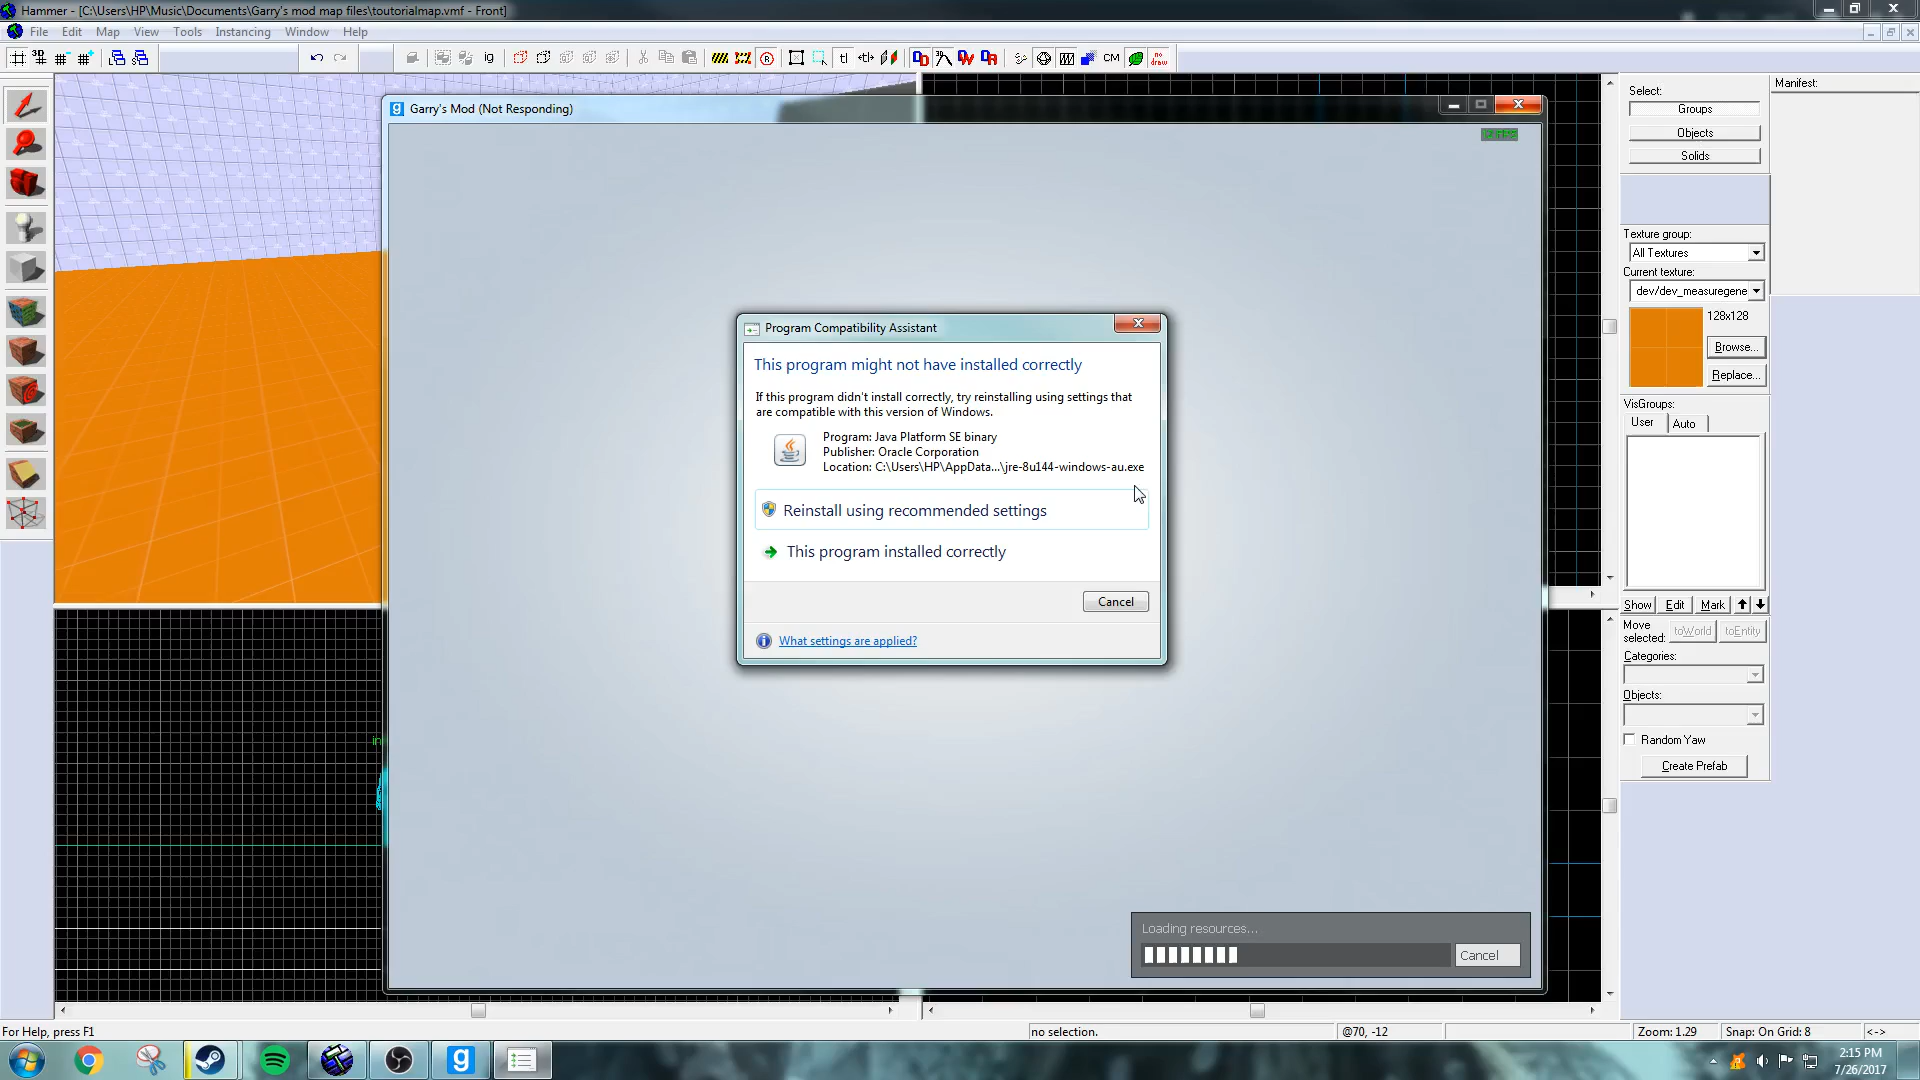 Hammer - [C:\Users\HP\Music\Documents\Garry's mod map files\toutorialmap.vmf - Front]
File Edit Map View Tools Instancing Window Help
3D
ig
tl
CM
Garry's Mod (Not Responding)
Select:
Groups
Objects
Solids
Manifest:
Texture group:
All Textures
Current texture:
dev/dev_measuregene
128x128
Browse...
Replace...
VisGroups:
User
Auto
Program Compatibility Assistant
This program might not have installed correctly
If this program didn't install correctly, try reinstalling using settings that
are compatible with this version of Windows.
Program: Java Platform SE binary
Publisher: Oracle Corporation
Location: C:\Users\HP\AppData...\jre-8u144-windows-au.exe
Reinstall using recommended settings
This program installed correctly
Cancel
What settings are applied?
Show Edit Mark
Move
selected:
toWorld toEntity
Categories:
Objects:
Random Yaw
Create Prefab
Loading resources...
Cancel
For Help, press F1
no selection.
@70, -12
Zoom: 1.29
Snap: On Grid: 8
<->
2:15 PM
7/26/2017